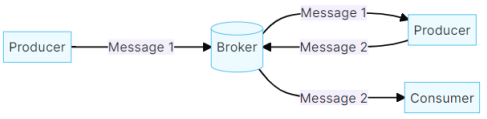 Message 1
Producer
Producer
Message 1
Broker
Message 2
Message 2
Consumer